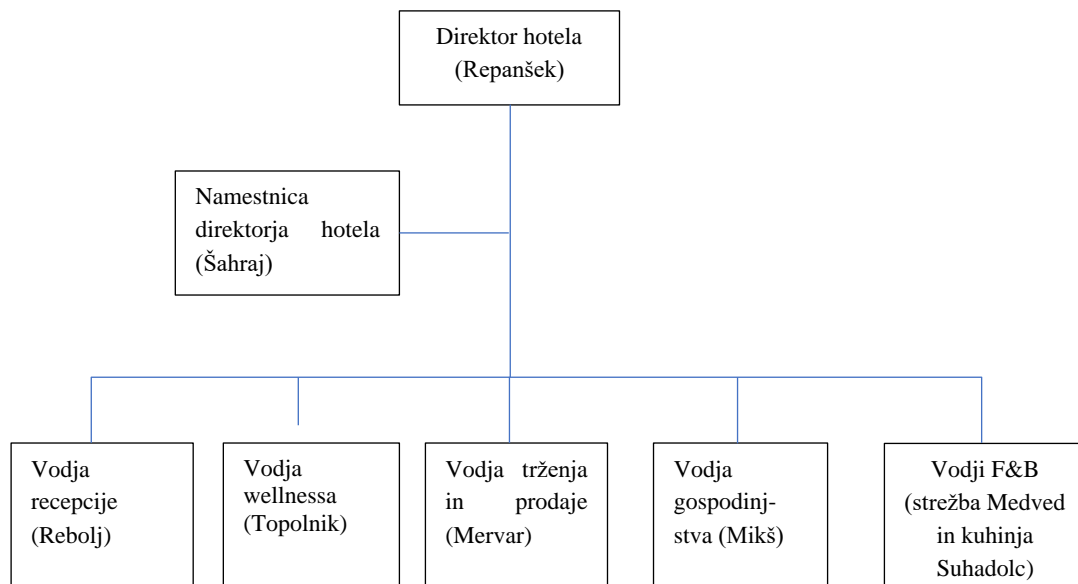 Direktor hotela
(Repanšek)
Namestnica
direktorja hotela
(Šahraj)
Vodja
recepcije
(Rebolj)
Vodja
wellnessa
(Topolnik)
Vodja trženja
in prodaje
(Mervar)
Vodja
gospodinj-
stva (Mikš)
Vodji F&B
(strežba Medved
in kuhinja
Suhadolc)